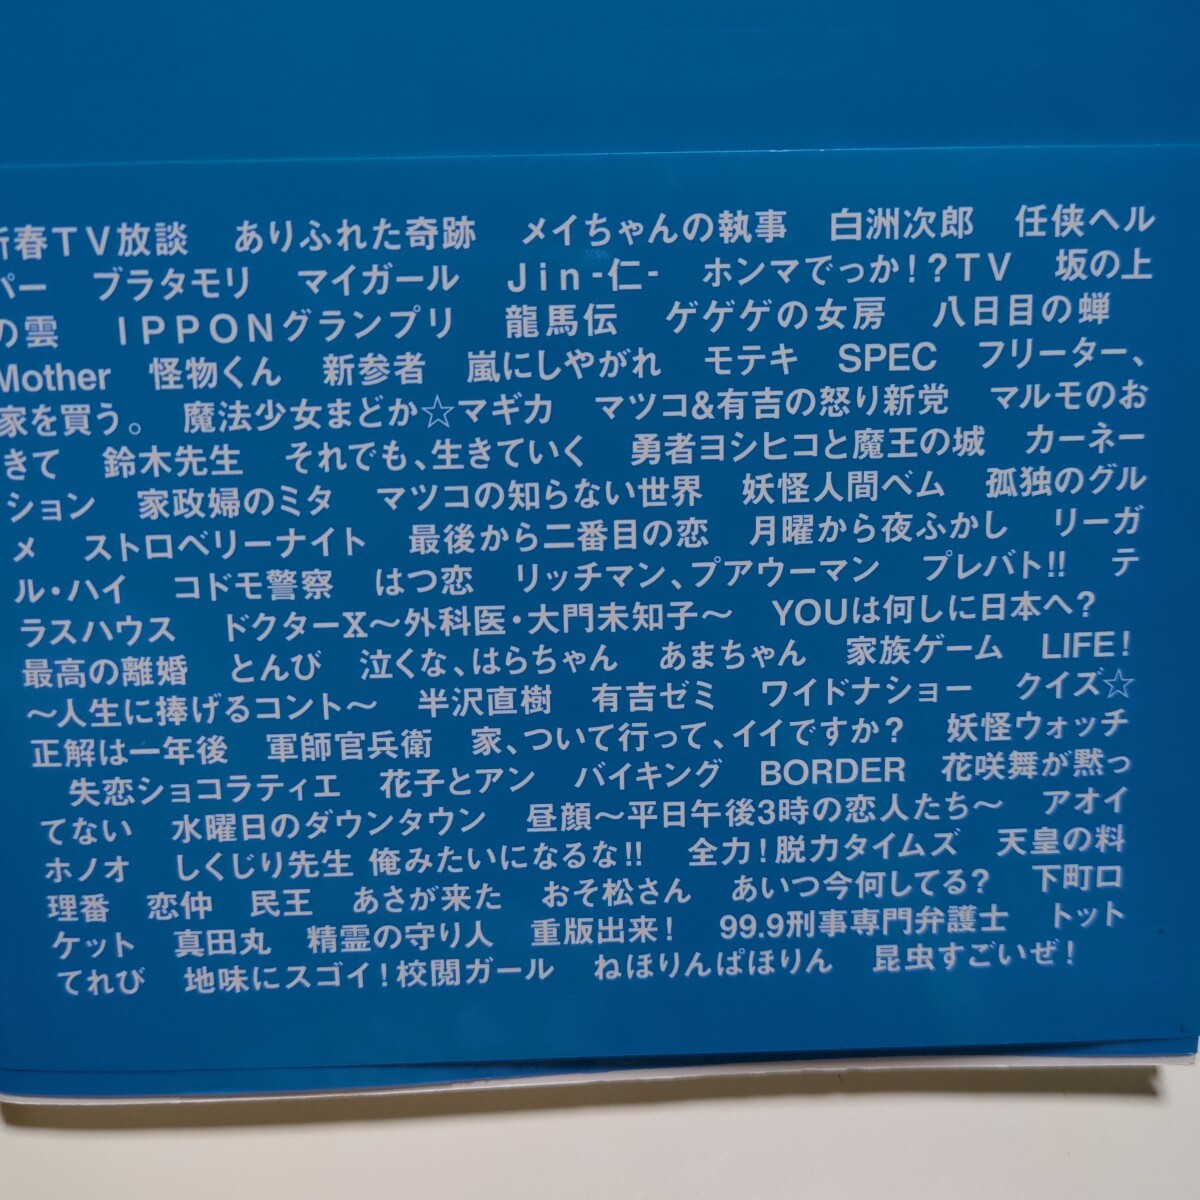 新春TV放談 ありふれた奇跡 メイちゃんの執事 白洲次郎 任侠ヘル
パー ブラタモリ マイガール Jin-仁- ホンマでっか!?TV 坂の上
の雲 IPPONグランプリ 龍馬伝 ゲゲゲの女房 八日目の蝉
Mother 怪物くん 新参者 嵐にしやがれ モテキ SPEC フリーター、
家を買う。 魔法少女まどか☆マギカ マツコ&有吉の怒り新党 マルモのお
きて 鈴木先生 それでも、生きていく 勇者ヨシヒコと魔王の城 カーネー
ション 家政婦のミタ マツコの知らない世界 妖怪人間ベム 孤独のグル
メ ストロベリーナイト 最後から二番目の恋 月曜から夜ふかし リーガ
ル・ハイ コドモ警察 はつ恋 リッチマン、プアウーマン プレバト!! テ
ラスハウス ドクターX〜外科医・大門未知子〜 YOUは何しに日本へ?
最高の離婚 とんび 泣くな、はらちゃん あまちゃん 家族ゲーム LIFE!
〜人生に捧げるコント〜 半沢直樹 有吉ゼミ ワイドナショー クイズ☆
正解は一年後 軍師官兵衛 家、ついて行って、イイですか? 妖怪ウォッチ
失恋ショコラティエ 花子とアン バイキング BORDER 花咲舞が黙っ
てない 水曜日のダウンタウン 昼顔〜平日午後3時の恋人たち〜 アオイ
ホノオ しくじり先生 俺みたいになるな!! 全力!脱力タイムズ 天皇の料
理番 恋仲 民王 あさが来た おそ松さん あいつ今何してる? 下町ロ
ケット 真田丸 精霊の守り人 重版出来! 99.9刑事専門弁護士 トット
てれび 地味にスゴイ!校閲ガール ねほりんぱほりん 昆虫すごいぜ!